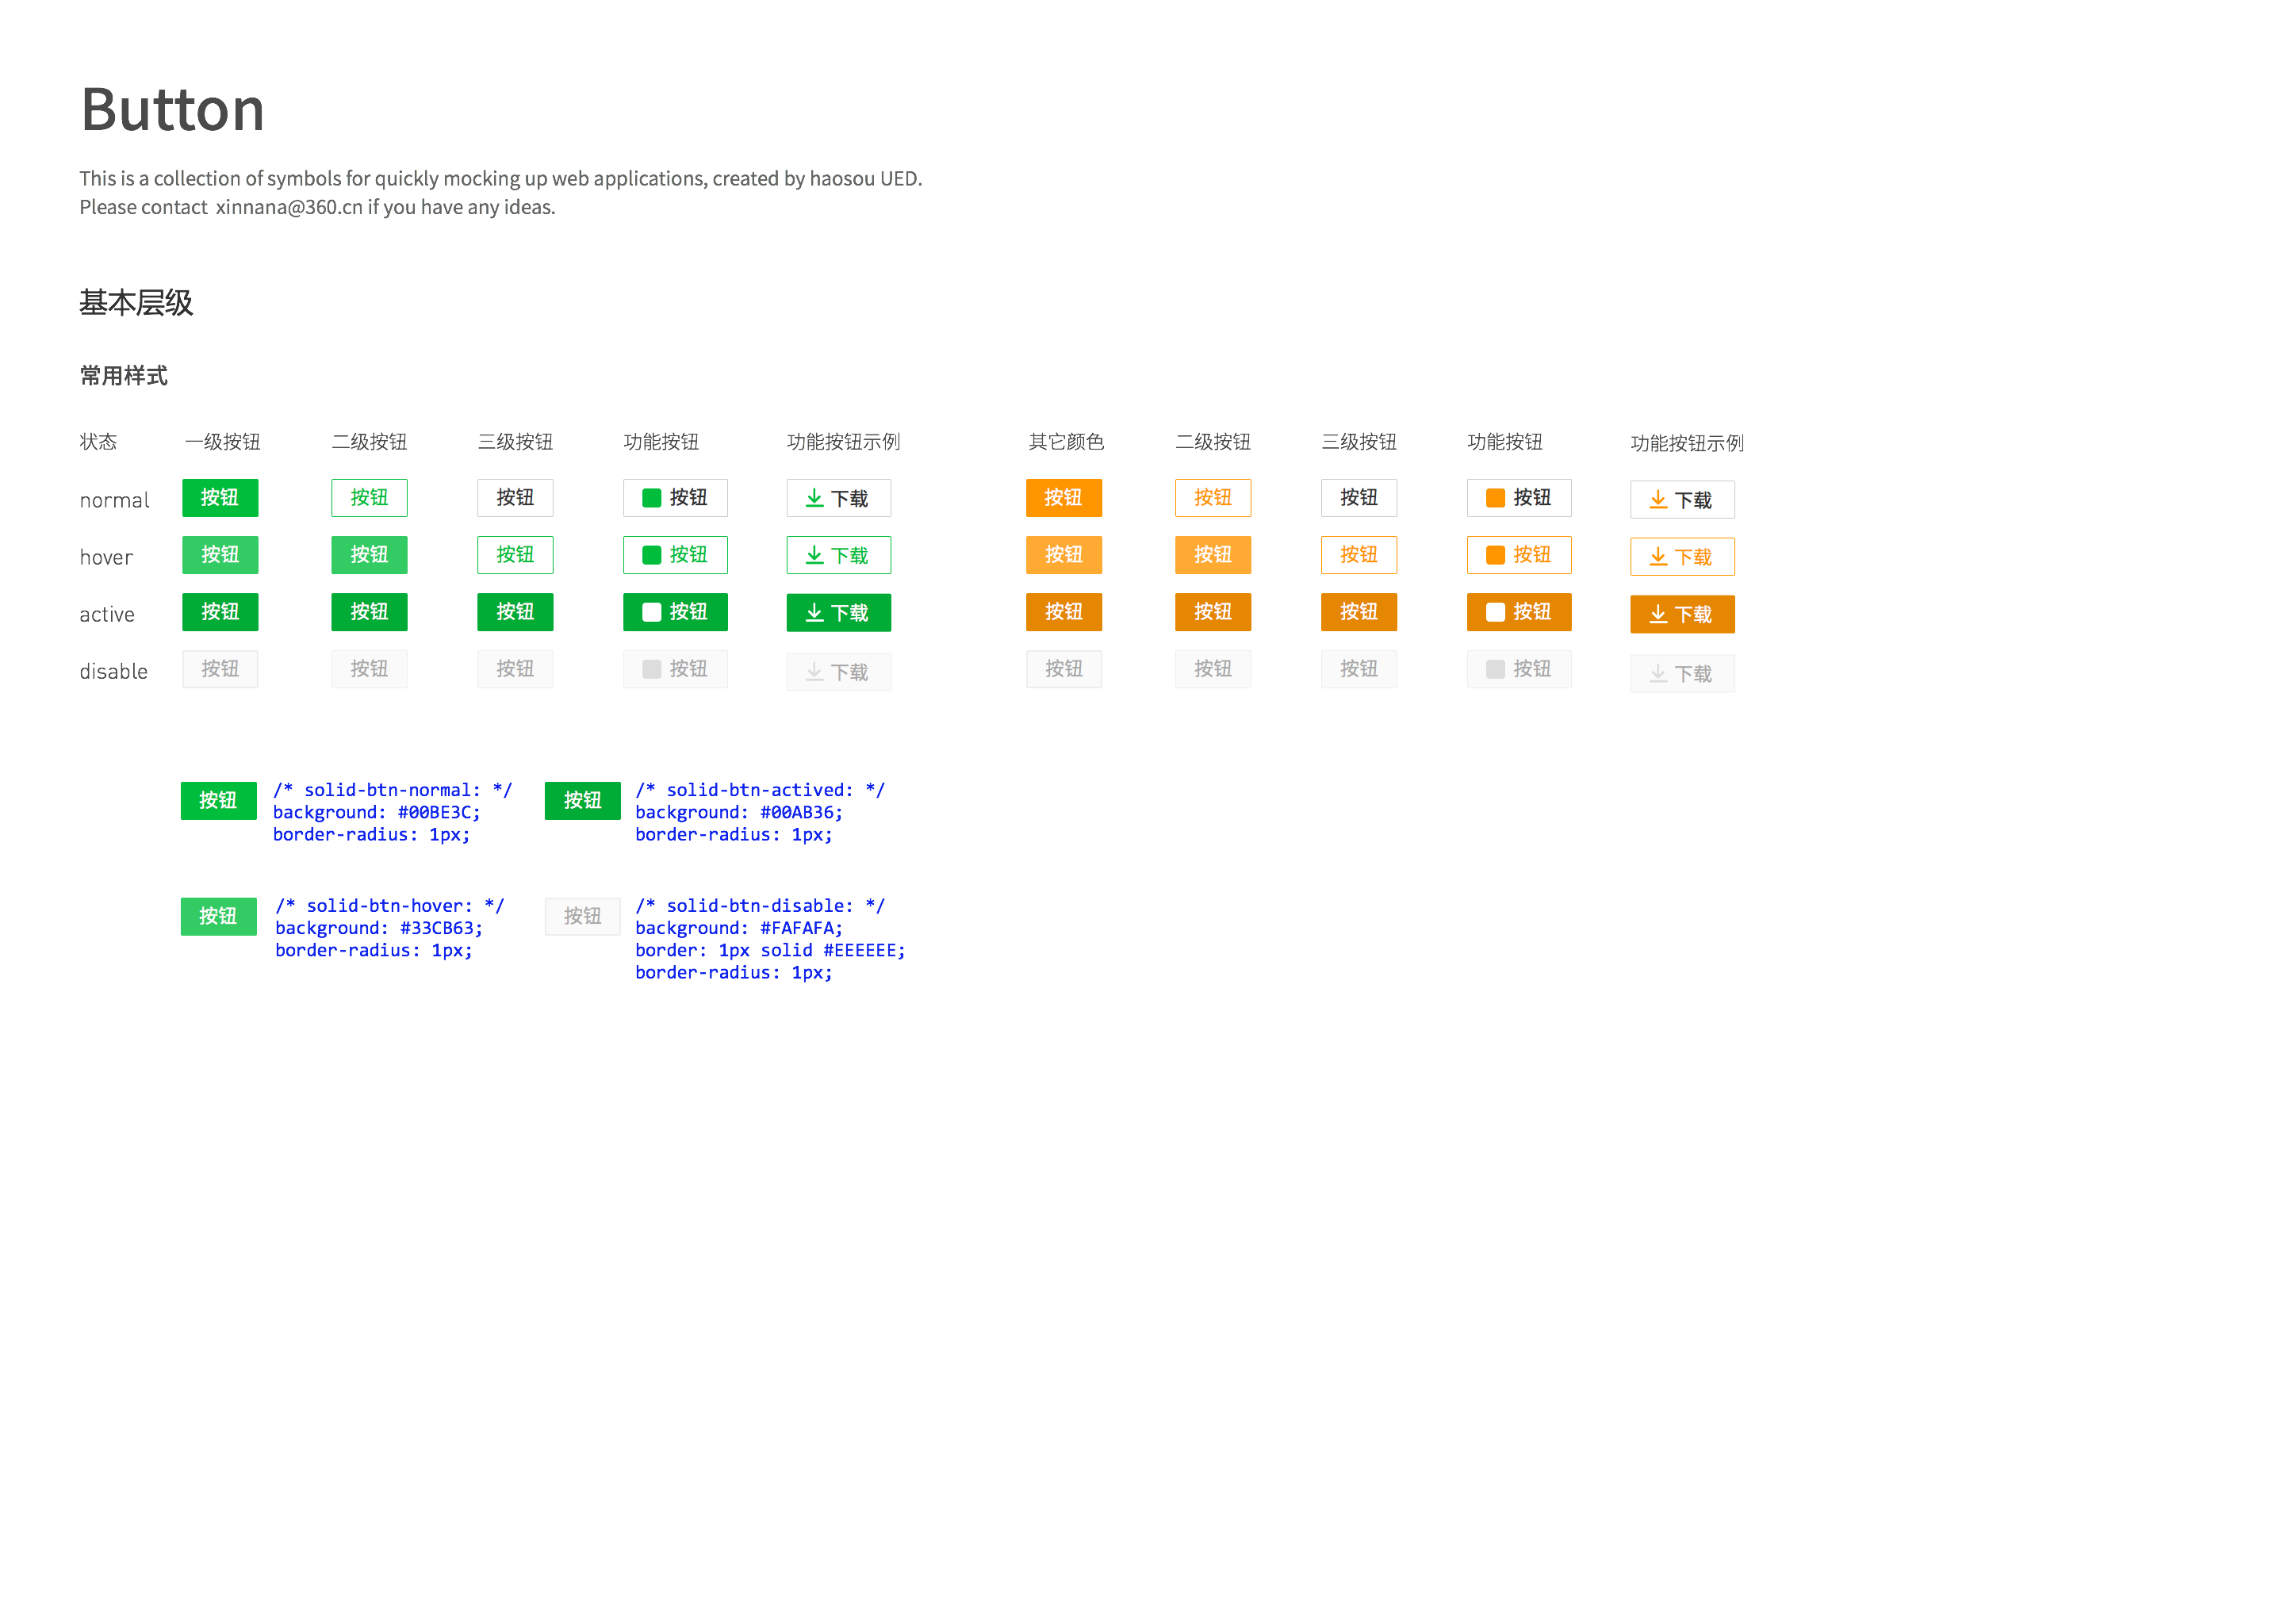 Button
This is a collection of symbols for quickly mocking up web applications, created by haosou UED.
Please contact  xinnana@360.cn if you have any ideas.
基本层级
常用样式
状态 一级按钮 二级按钮 三级按钮 功能按钮 功能按钮示例 其它颜色 二级按钮 三级按钮 功能按钮 功能按钮示例
normal 按钮 按钮 按钮 按钮 下载 按钮 按钮 按钮 按钮 下载
hover 按钮 按钮 按钮 按钮 下载 按钮 按钮 按钮 按钮 下载
active 按钮 按钮 按钮 按钮 下载 按钮 按钮 按钮 按钮 下载
disable 按钮 按钮 按钮 按钮 下载 按钮 按钮 按钮 按钮 下载
按钮
/* solid-btn-normal: */
background: #00BE3C;
border-radius: 1px;
按钮
/* solid-btn-actived: */
background: #00AB36;
border-radius: 1px;
按钮
/* solid-btn-hover: */
background: #33CB63;
border-radius: 1px;
按钮
/* solid-btn-disable: */
background: #FAFAFA;
border: 1px solid #EEEEEE;
border-radius: 1px;